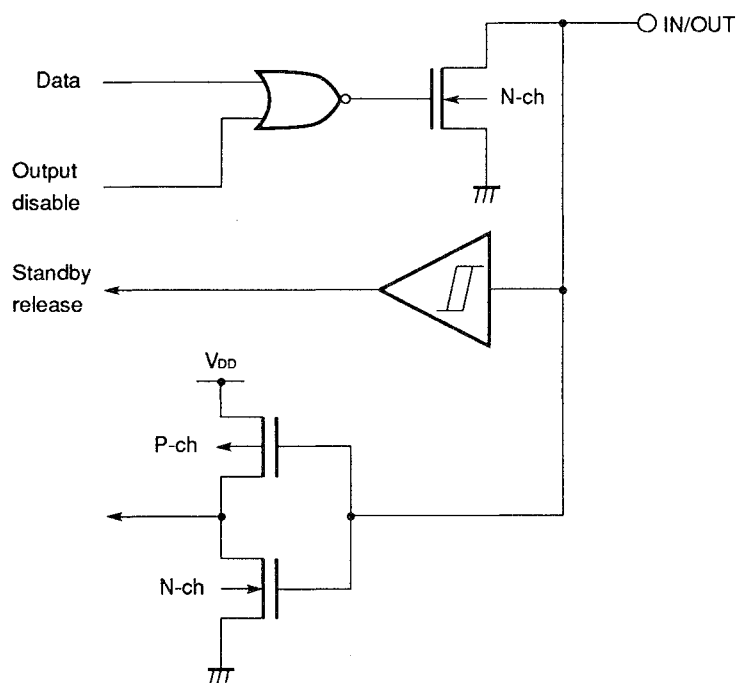 IN/OUT
Data
N-ch
Output
disable
Standby
release
VDD
P-ch
N-ch